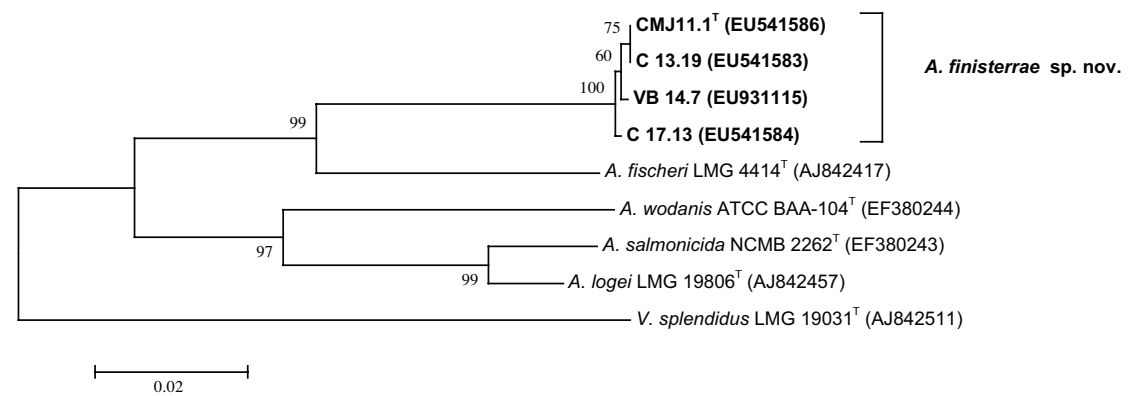 75
CMJ11.1ᵀ (EU541586)
60
C 13.19 (EU541583)
A. finisterrae sp. nov.
100
VB 14.7 (EU931115)
99
C 17.13 (EU541584)
A. fischeri LMG 4414ᵀ (AJ842417)
A. wodanis ATCC BAA-104ᵀ (EF380244)
97
A. salmonicida NCMB 2262ᵀ (EF380243)
99
A. logei LMG 19806ᵀ (AJ842457)
V. splendidus LMG 19031ᵀ (AJ842511)
0.02